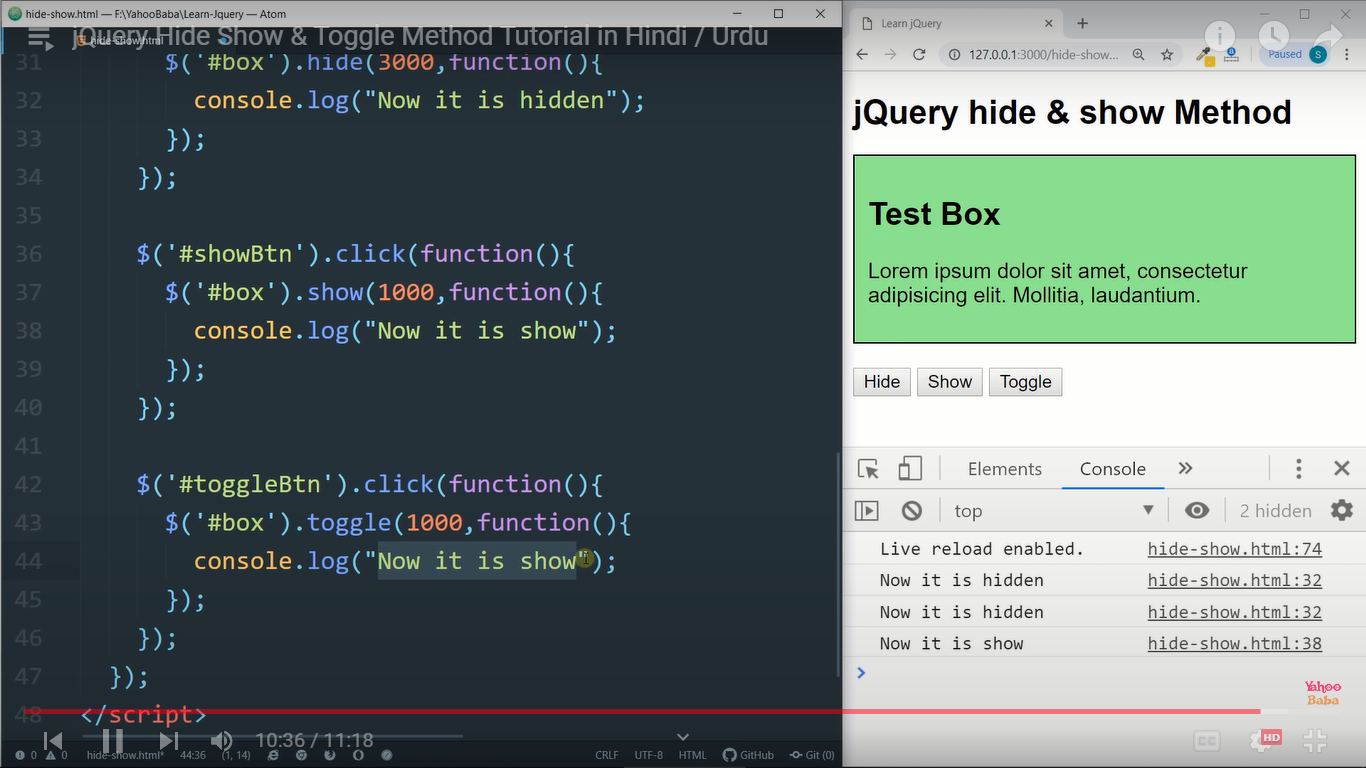 hide-show.html — F:\YahooBaba\Learn-Jquery — Atom
hide-show.html
jQuery Hide Show & Toggle Method Tutorial in Hindi / Urdu
31 $('#box').hide(3000,function(){
32 console.log("Now it is hidden");
33 });
34 });
35
36 $('#showBtn').click(function(){
37 $('#box').show(1000,function(){
38 console.log("Now it is show");
39 });
40 });
41
42 $('#toggleBtn').click(function(){
43 $('#box').toggle(1000,function(){
44 console.log("Now it is show");
45 });
46 });
47 });
48 </script>
10:36 / 11:18
0 0 hide-show.html* 44:36 (1, 14) CRLF UTF-8 HTML GitHub Git (0)
Learn jQuery
127.0.0.1:3000/hide-show... Paused S
jQuery hide & show Method
Test Box
Lorem ipsum dolor sit amet, consectetur
adipisicing elit. Mollitia, laudantium.
Hide Show Toggle
Elements Console
top 2 hidden
Live reload enabled. hide-show.html:74
Now it is hidden hide-show.html:32
Now it is hidden hide-show.html:32
Now it is show hide-show.html:38
Yahoo
Baba
CC HD